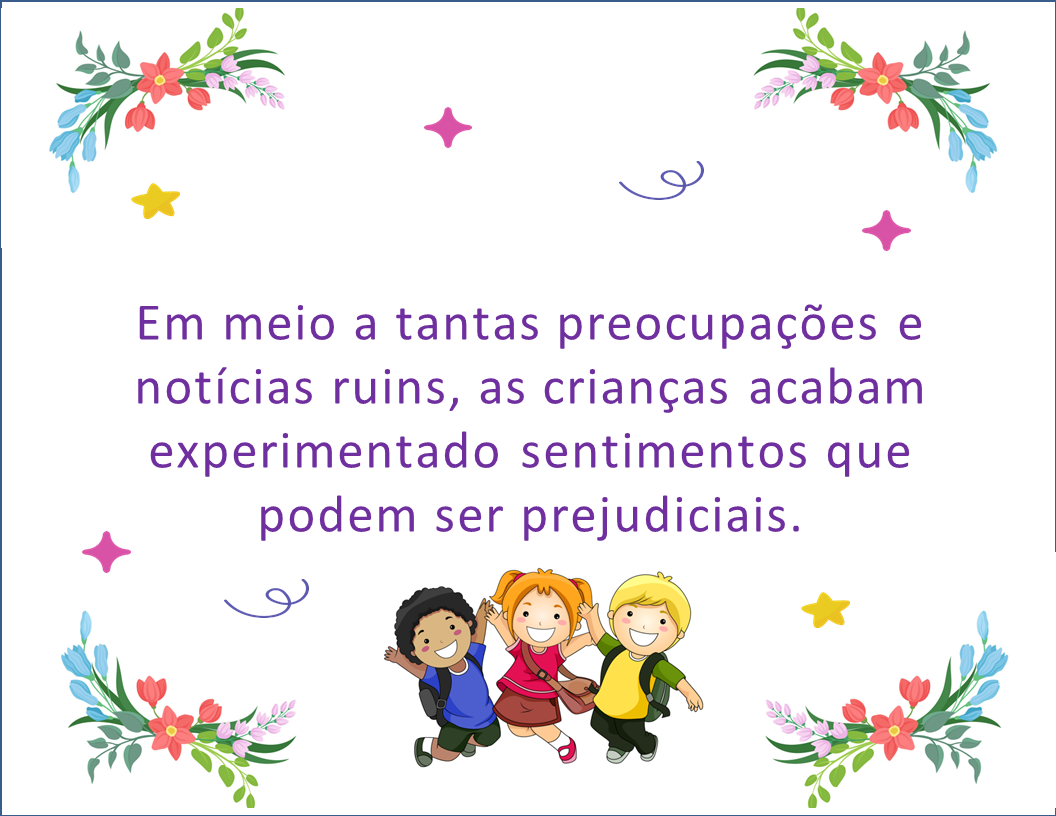 Em meio a tantas preocupações e
notícias ruins, as crianças acabam
experimentado sentimentos que
podem ser prejudiciais.